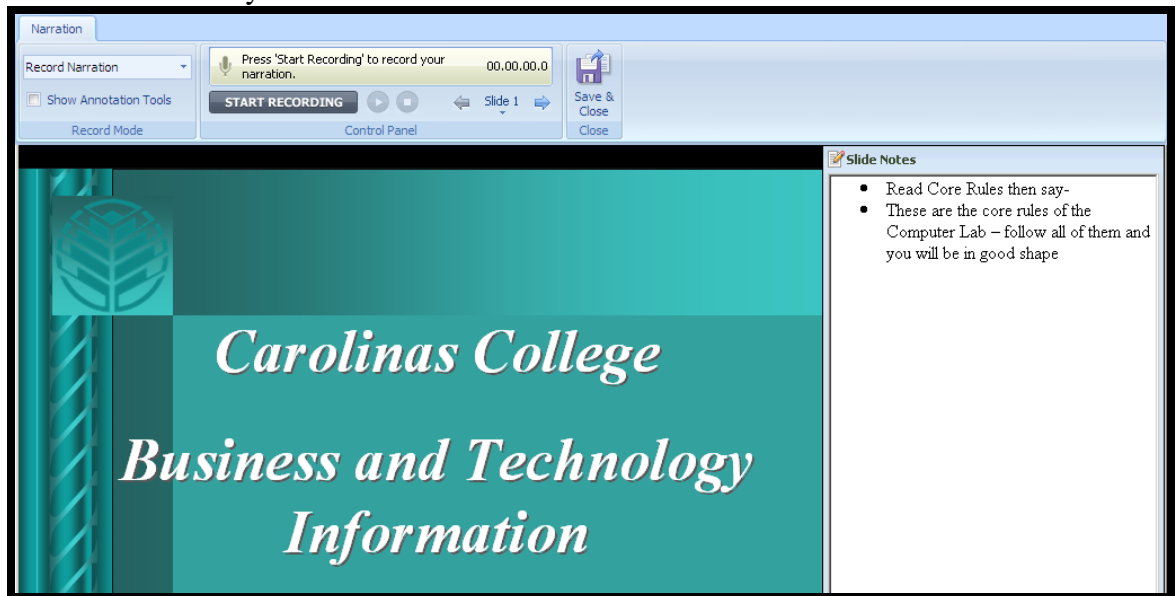 Narration
Record Narration
Show Annotation Tools
Record Mode
Press 'Start Recording' to record your
narration.
00.00.00.0
START RECORDING
Slide 1
Control Panel
Save &
Close
Close
Carolinas College
Business and Technology
Information
Slide Notes
• Read Core Rules then say-
• These are the core rules of the
Computer Lab – follow all of them and
you will be in good shape